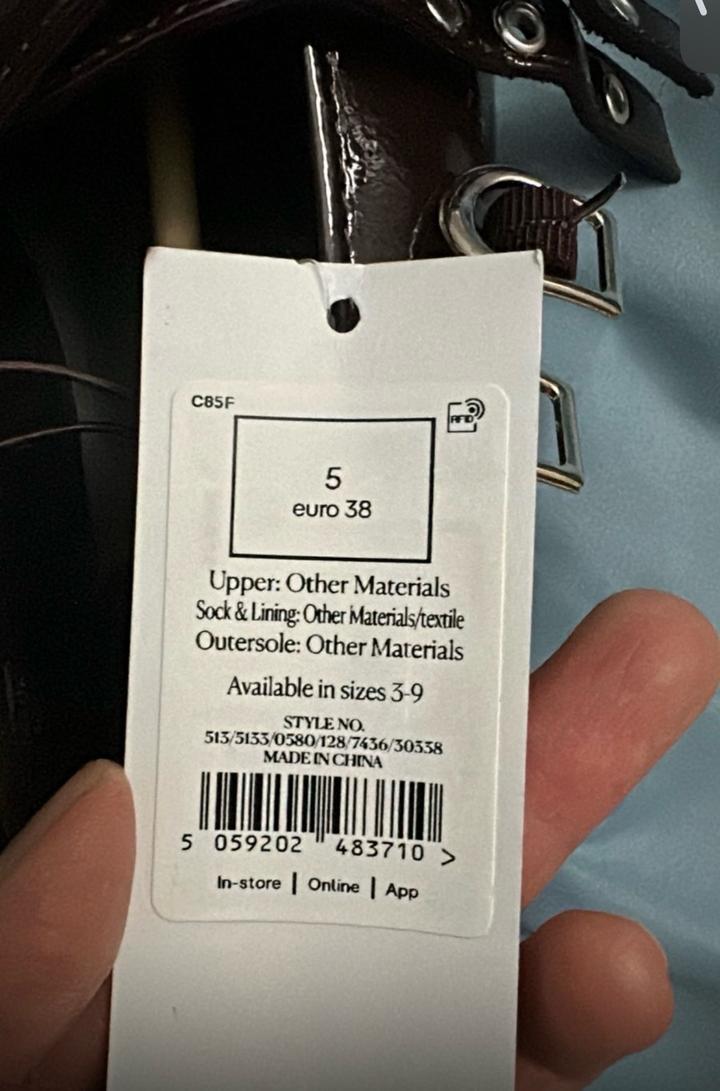 C85F
RFID
5
euro 38
Upper: Other Materials
Sock & Lining: Other Materials/textile
Outersole: Other Materials
Available in sizes 3-9
STYLE NO.
513/5133/0580/128/7436/30338
MADE IN CHINA
5 059202 483710 >
In-store | Online | App